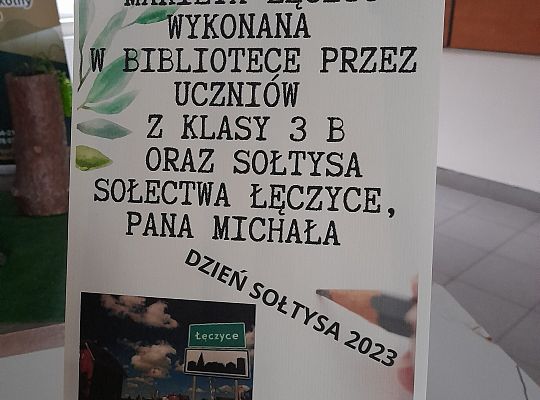 WYKONANA
W BIBLIOTECE PRZEZ
UCZNIÓW
Z KLASY 3 B
ORAZ SOŁTYSA
SOŁECTWA ŁĘCZYCE,
PANA MICHAŁA
DZIEŃ SOŁTYSA 2023
Łęczyce